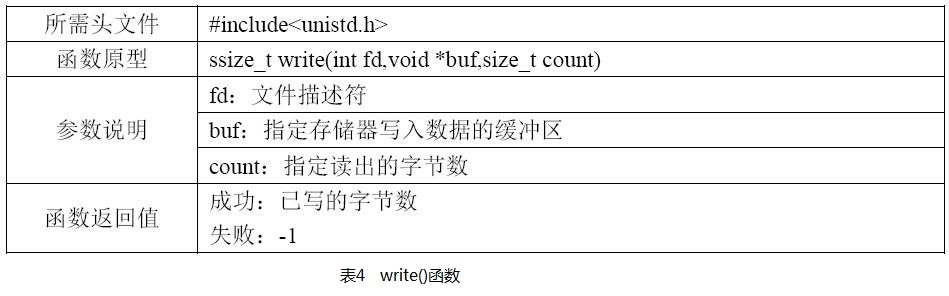 所需头文件 #include<unistd.h>
函数原型 ssize_t write(int fd,void *buf,size_t count)
参数说明
fd：文件描述符
buf：指定存储器写入数据的缓冲区
count：指定读出的字节数
函数返回值
成功：已写的字节数
失败：-1
表4 write()函数